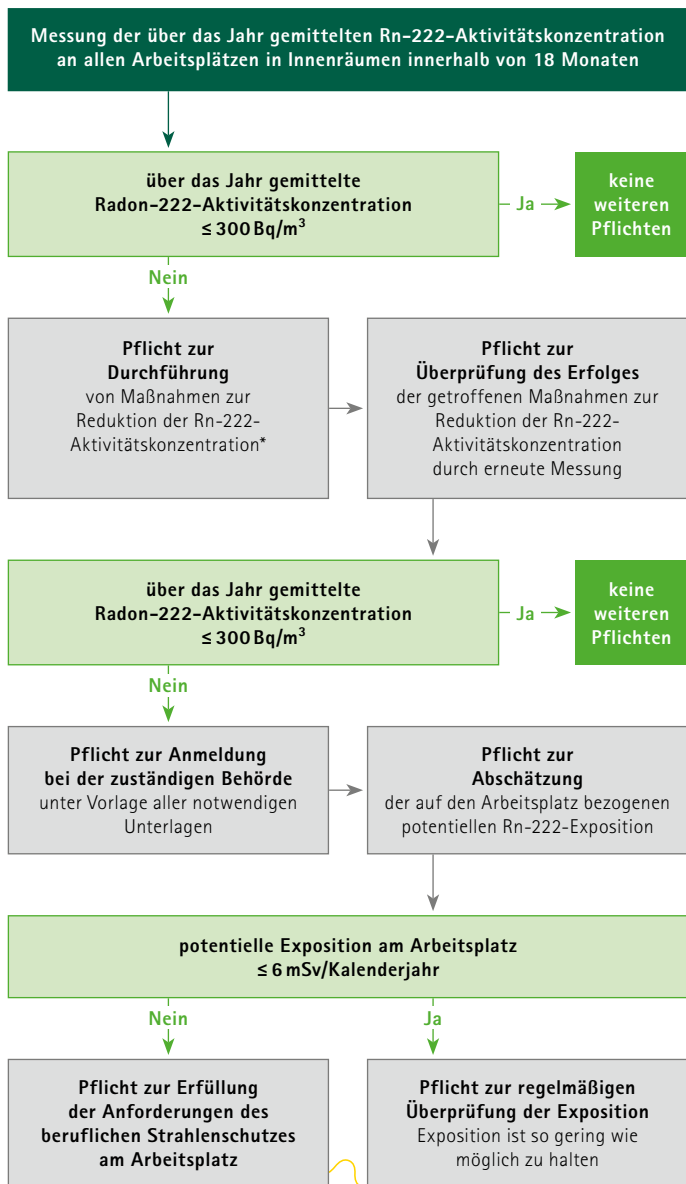 Messung der über das Jahr gemittelten Rn-222-Aktivitätskonzentration
an allen Arbeitsplätzen in Innenräumen innerhalb von 18 Monaten
über das Jahr gemittelte
Radon-222-Aktivitätskonzentration
≤ 300 Bq/m³
Ja
keine
weiteren
Pflichten
Nein
Pflicht zur
Durchführung
von Maßnahmen zur
Reduktion der Rn-222-
Aktivitätskonzentration*
Pflicht zur
Überprüfung des Erfolges
der getroffenen Maßnahmen zur
Reduktion der Rn-222-
Aktivitätskonzentration
durch erneute Messung
über das Jahr gemittelte
Radon-222-Aktivitätskonzentration
≤ 300 Bq/m³
Ja
keine
weiteren
Pflichten
Nein
Pflicht zur Anmeldung
bei der zuständigen Behörde
unter Vorlage aller notwendigen
Unterlagen
Pflicht zur
Abschätzung
der auf den Arbeitsplatz bezogenen
potentiellen Rn-222-Exposition
potentielle Exposition am Arbeitsplatz
≤ 6 mSv/Kalenderjahr
Nein
Ja
Pflicht zur Erfüllung
der Anforderungen des
beruflichen Strahlenschutzes
am Arbeitsplatz
Pflicht zur regelmäßigen
Überprüfung der Exposition
Exposition ist so gering wie
möglich zu halten